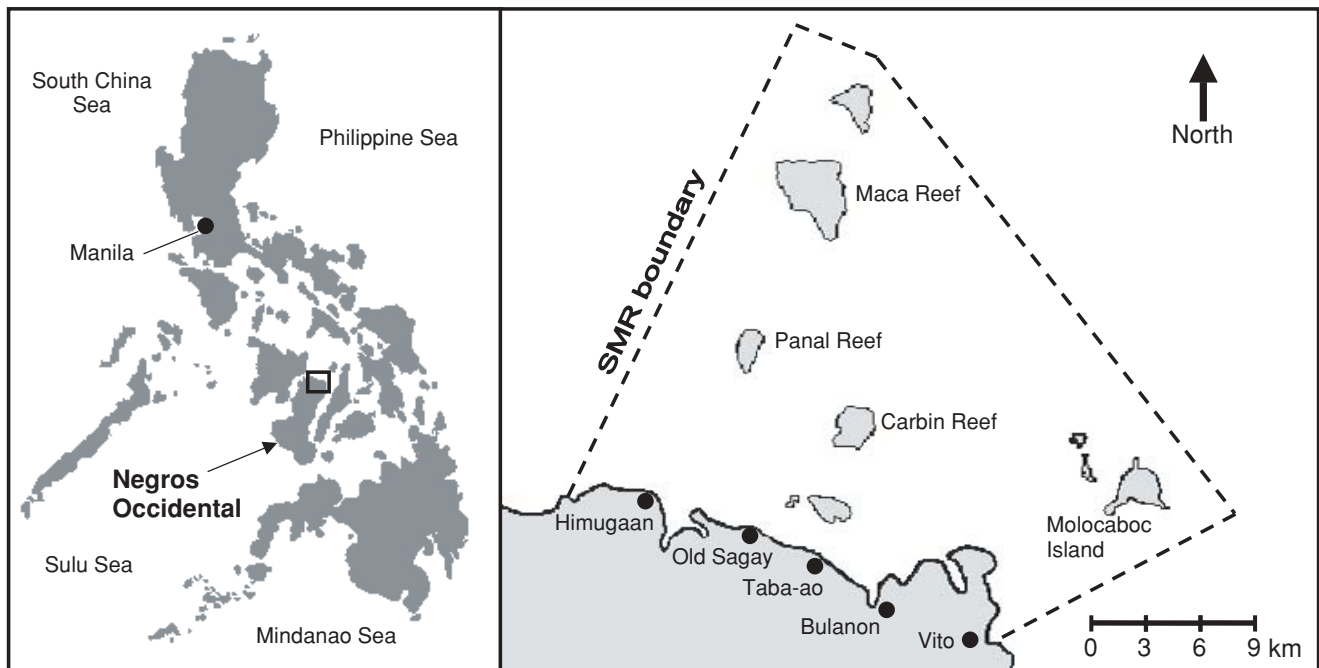 South China
Sea
Philippine Sea
Manila
Negros
Occidental
Sulu Sea
Mindanao Sea
North
SMR boundary
Maca Reef
Panal Reef
Carbin Reef
Molocaboc
Island
Himugaan
Old Sagay
Taba-ao
Bulanon
Vito
0 3 6 9 km